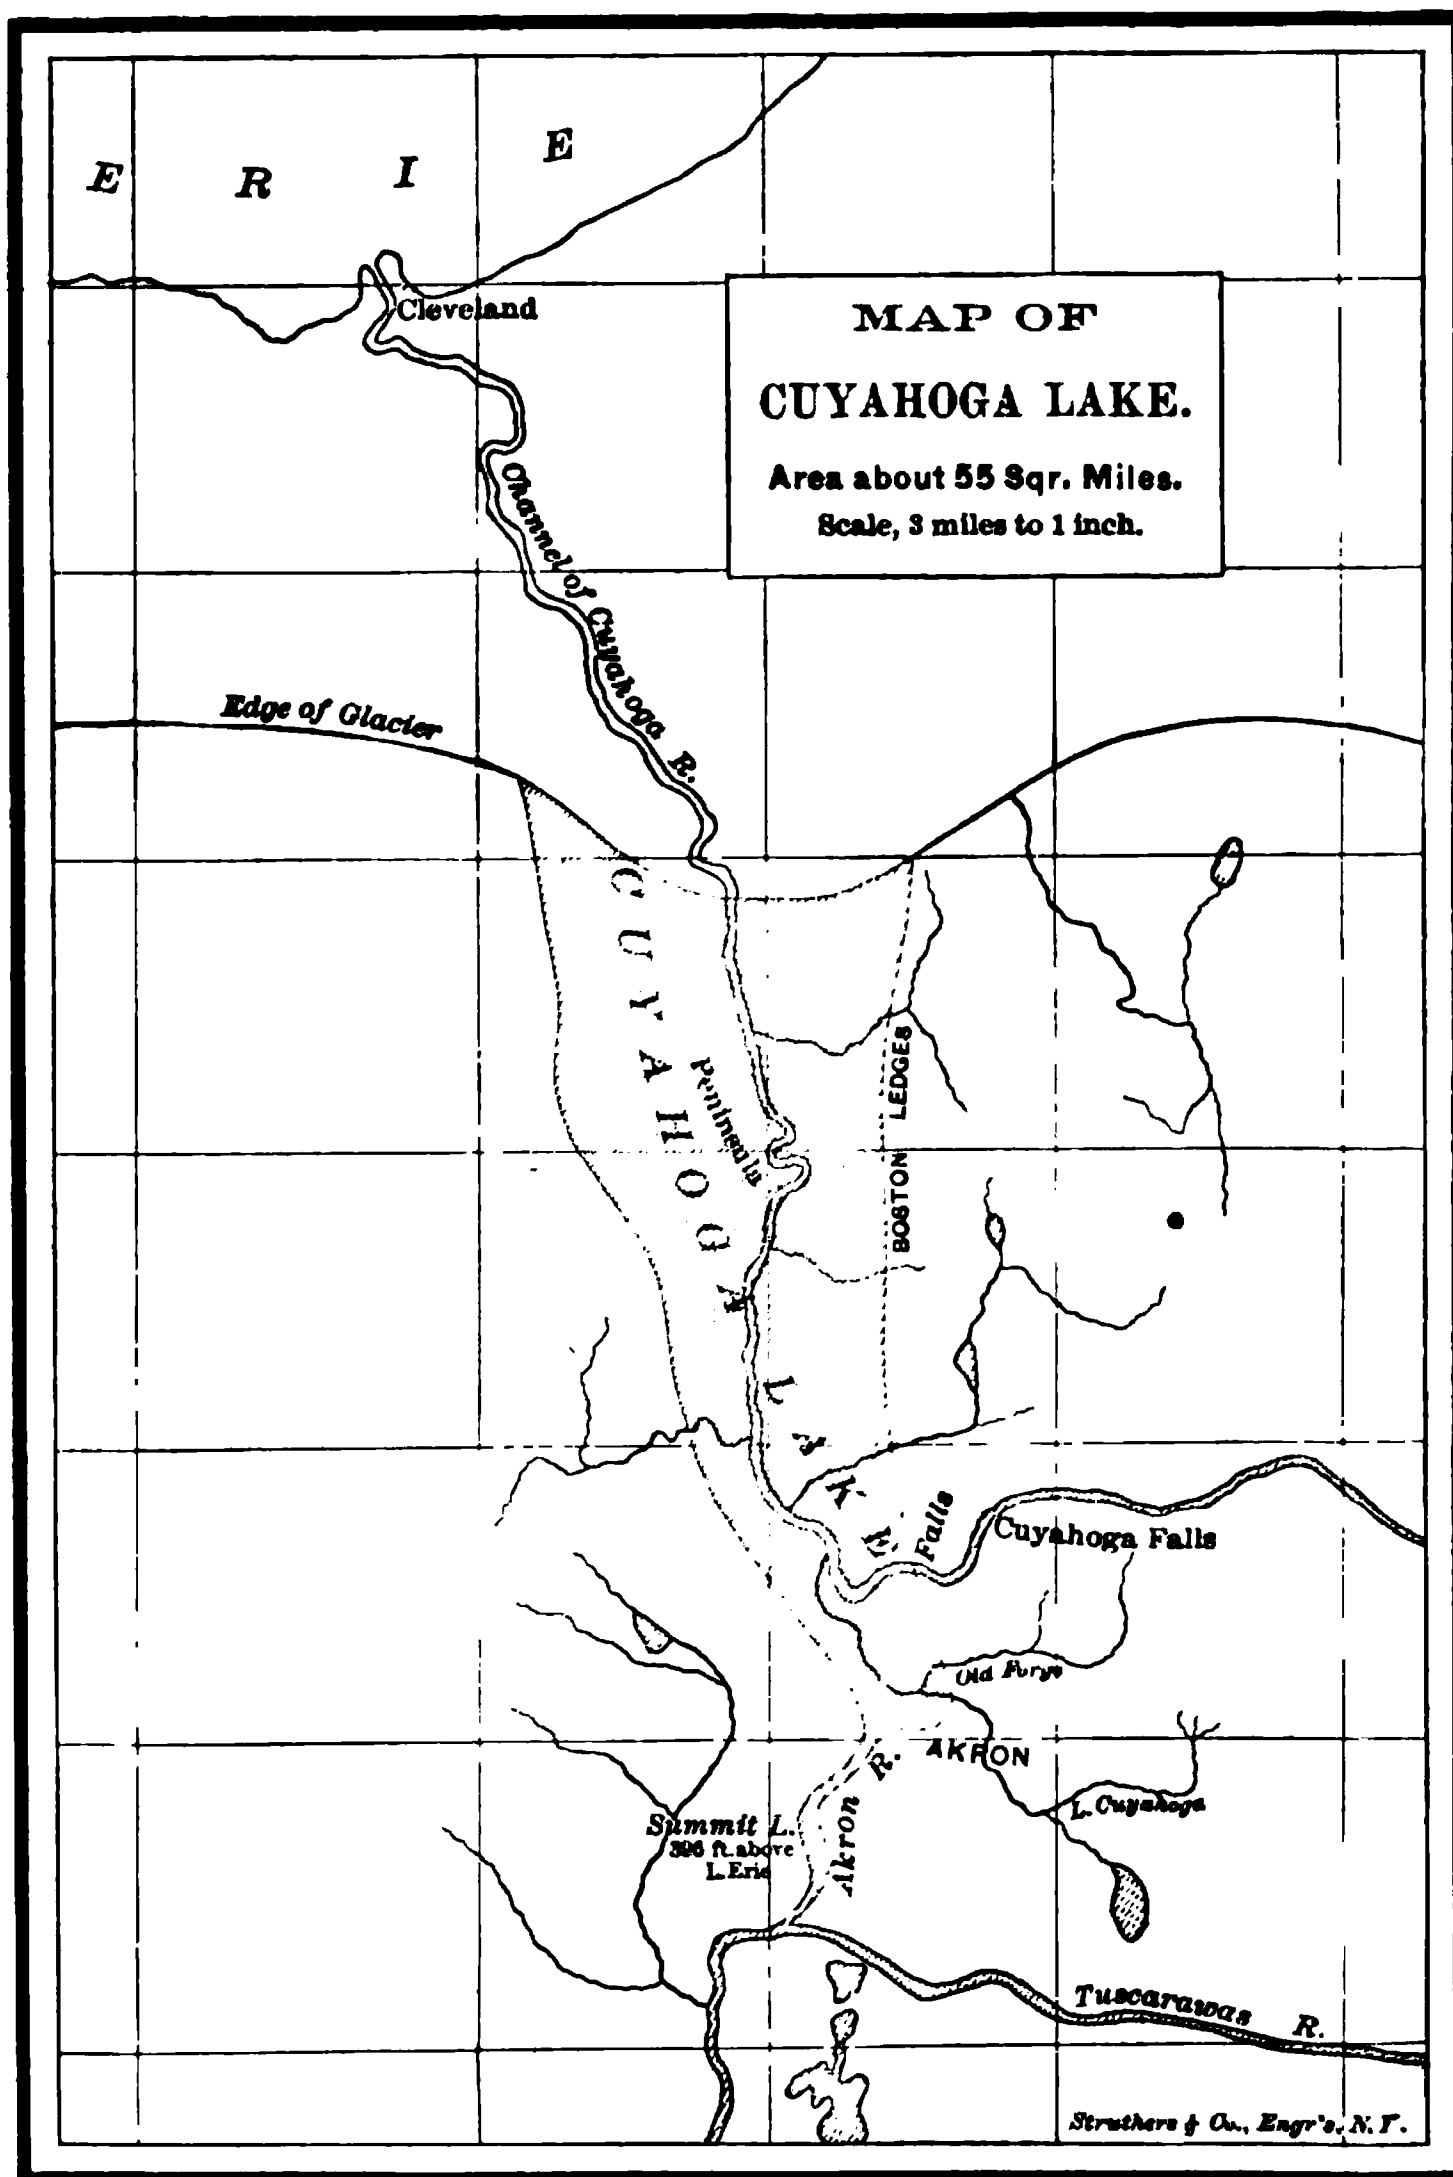 E R I E
Cleveland
MAP OF
CUYAHOGA LAKE.
Area about 55 Sqr. Miles.
Scale, 3 miles to 1 inch.
Channel of Cuyahoga R.
Edge of Glacier
CUYAHOGA LAKE
Peninsula
BOSTON LEDGES
Falls
Cuyahoga Falls
Old Forge
AKRON
Akron R.
L. Cuyahoga
Summit L.
396 ft. above
L. Erie
Tuscarawas R.
Struthers & Co., Engr's, N.Y.